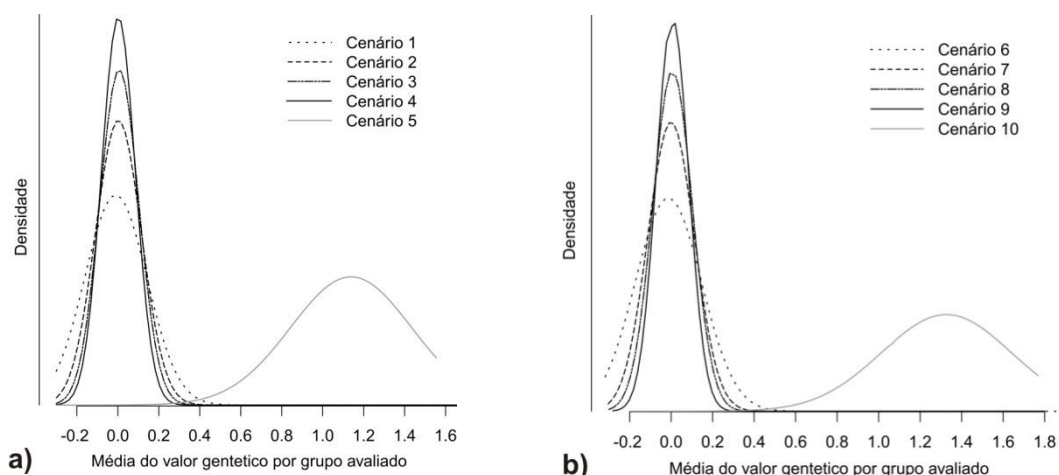 Cenário 1
Cenário 2
Cenário 3
Cenário 4
Cenário 5
Densidade
-0.2 0.0 0.2 0.4 0.6 0.8 1.0 1.2 1.4 1.6
Média do valor gentetico por grupo avaliado
a)
Cenário 6
Cenário 7
Cenário 8
Cenário 9
Cenário 10
Densidade
-0.2 0.0 0.2 0.4 0.6 0.8 1.0 1.2 1.4 1.6 1.8
Média do valor gentetico por grupo avaliado
b)